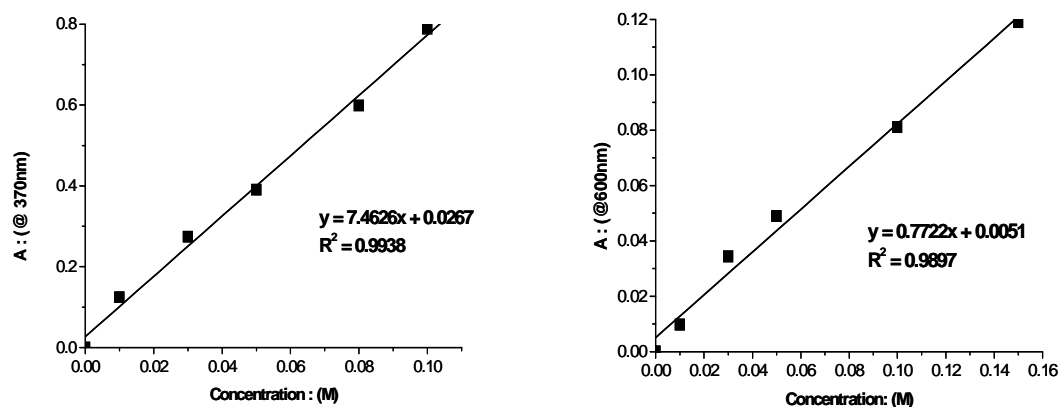 0.8
0.6
0.4
0.2
0.0
A : (@ 370nm)
y = 7.4626x + 0.0267
R² = 0.9938
0.00 0.02 0.04 0.06 0.08 0.10
Concentration : (M)
0.12
0.10
0.08
0.06
0.04
0.02
0.00
A : (@600nm)
y = 0.7722x + 0.0051
R² = 0.9897
0.00 0.02 0.04 0.06 0.08 0.10 0.12 0.14 0.16
Concentration: (M)